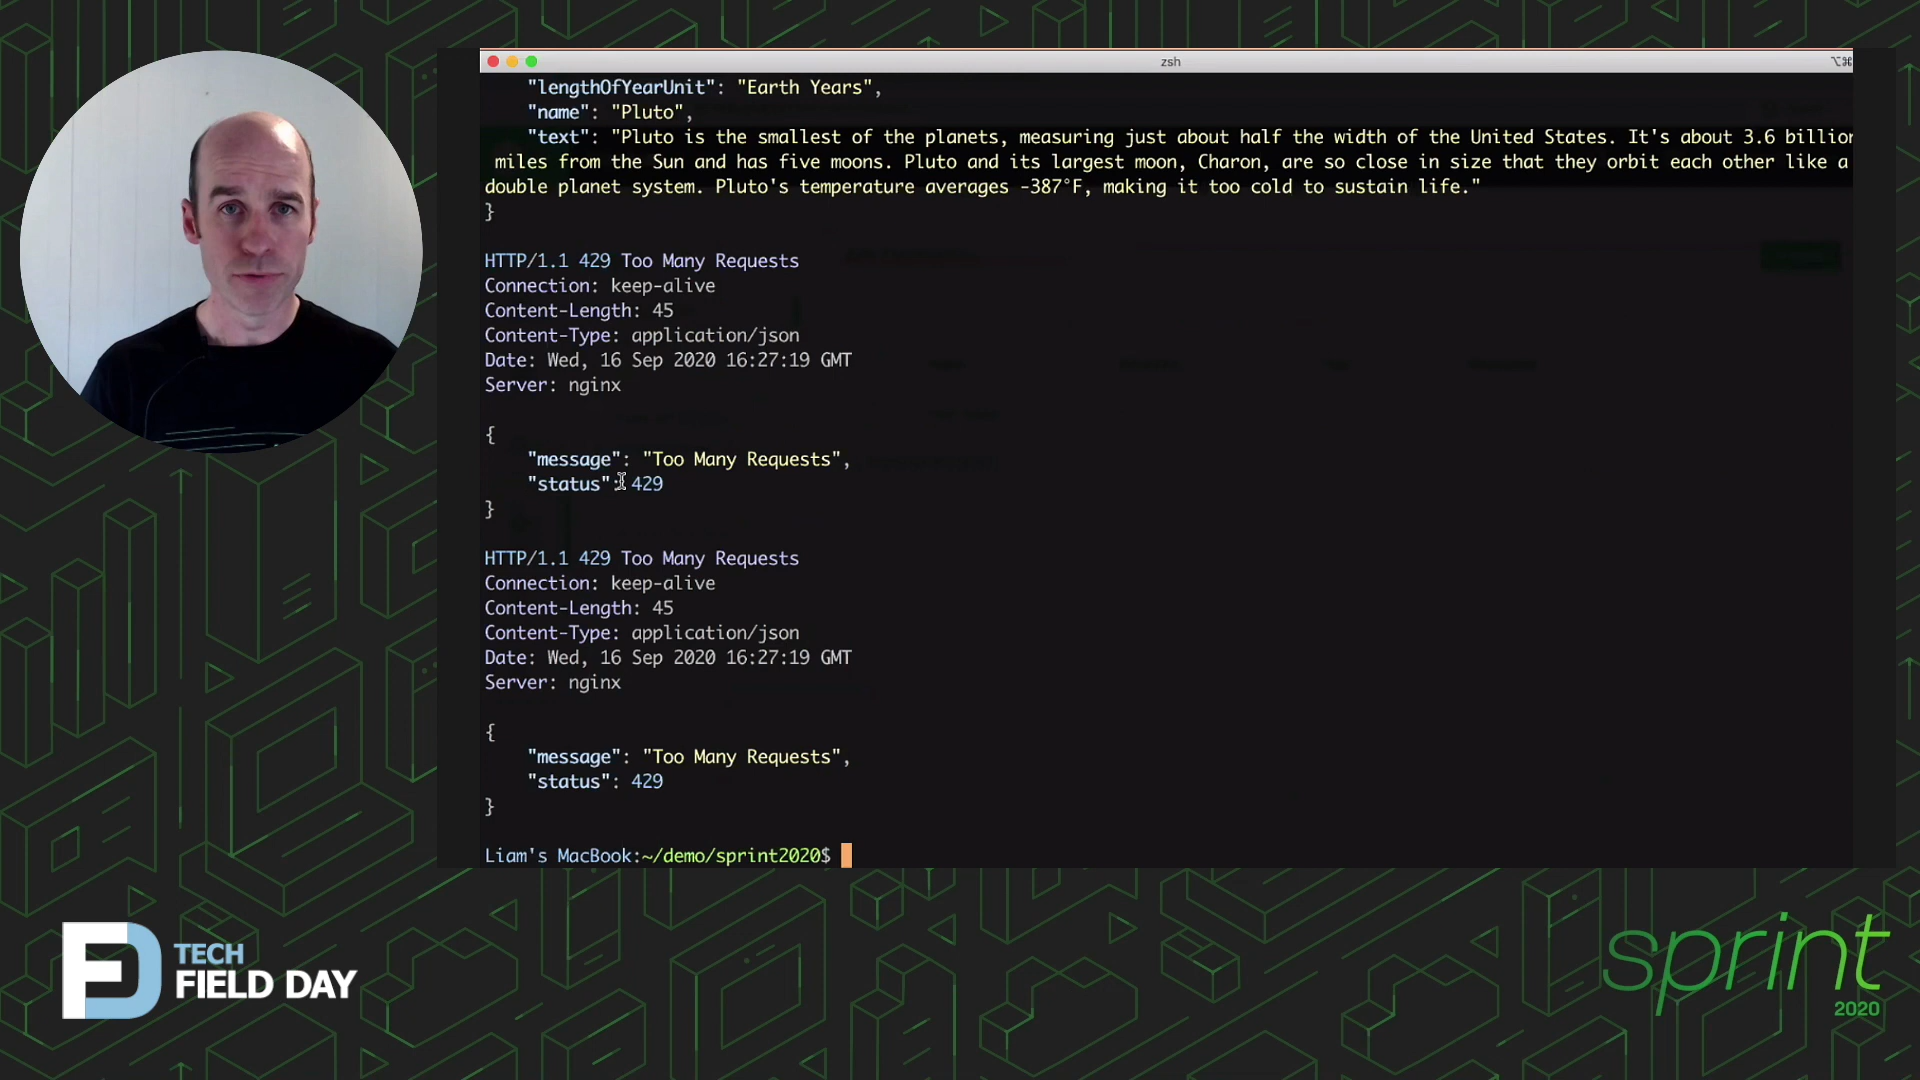 zsh
⌥⌘
"lengthOfYearUnit": "Earth Years",
"name": "Pluto",
"text": "Pluto is the smallest of the planets, measuring just about half the width of the United States. It's about 3.6 billion
miles from the Sun and has five moons. Pluto and its largest moon, Charon, are so close in size that they orbit each other like a
double planet system. Pluto's temperature averages -387°F, making it too cold to sustain life."
}
HTTP/1.1 429 Too Many Requests
Connection: keep-alive
Content-Length: 45
Content-Type: application/json
Date: Wed, 16 Sep 2020 16:27:19 GMT
Server: nginx
{
"message": "Too Many Requests",
"status": 429
}
HTTP/1.1 429 Too Many Requests
Connection: keep-alive
Content-Length: 45
Content-Type: application/json
Date: Wed, 16 Sep 2020 16:27:19 GMT
Server: nginx
{
"message": "Too Many Requests",
"status": 429
}
Liam's MacBook:~/demo/sprint2020$
FD TECH
FIELD DAY
sprint
2020